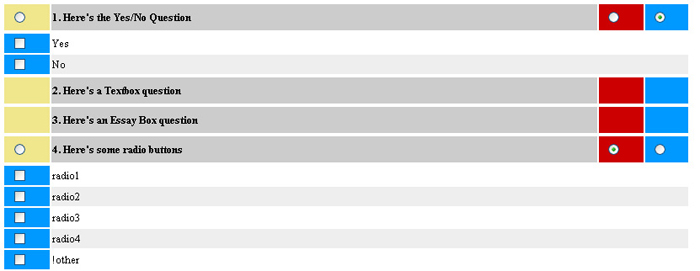 1. Here's the Yes/No Question
Yes
No
2. Here's a Textbox question
3. Here's an Essay Box question
4. Here's some radio buttons
radio1
radio2
radio3
radio4
!other